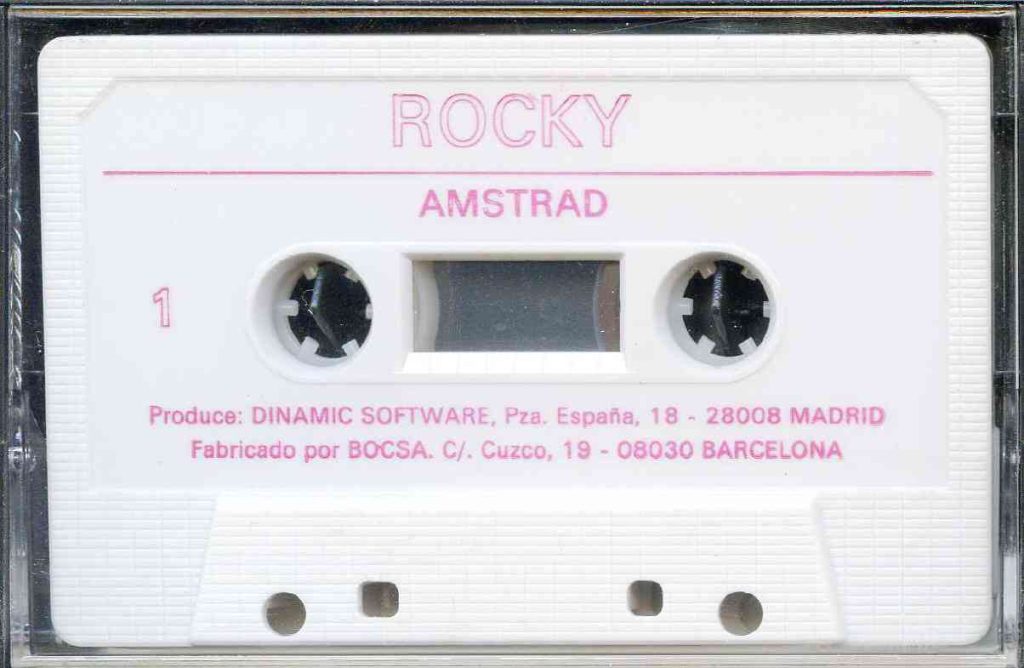 ROCKY
AMSTRAD
1
Produce: DINAMIC SOFTWARE, Pza. España, 18 - 28008 MADRID
Fabricado por BOCSA. C/. Cuzco, 19 - 08030 BARCELONA